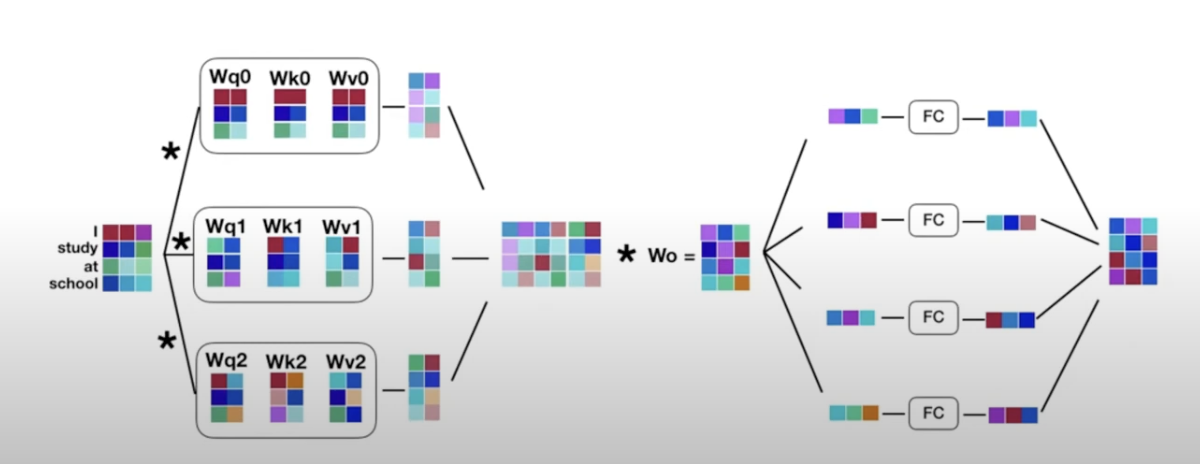 Wq0 Wk0 Wv0
*
I
study
at
school
*
Wq1 Wk1 Wv1
*
Wq2 Wk2 Wv2
* Wo =
FC
FC
FC
FC